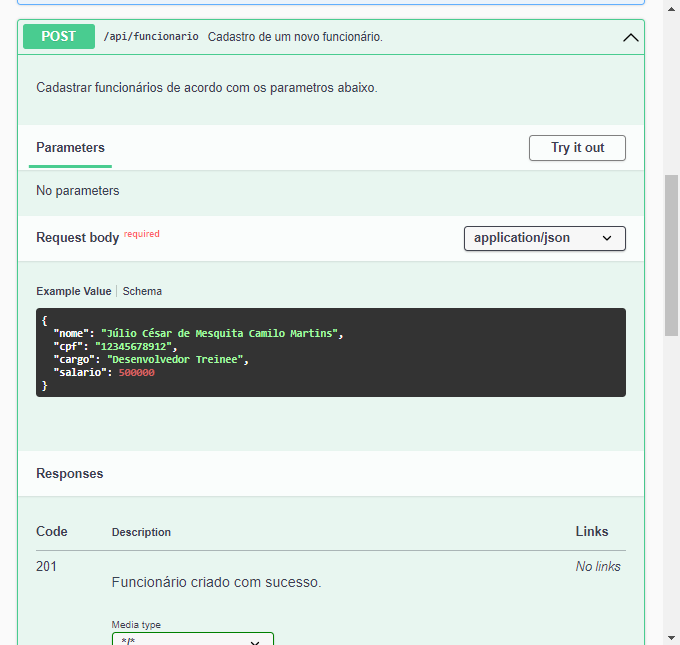 POST /api/funcionario Cadastro de um novo funcionário.
Cadastrar funcionários de acordo com os parametros abaixo.
Parameters Try it out
No parameters
Request body required application/json
Example Value Schema
{
"nome": "Júlio César de Mesquita Camilo Martins",
"cpf": "12345678912",
"cargo": "Desenvolvedor Treinee",
"salario": 500000
}
Responses
Code Description Links
201 No links
Funcionário criado com sucesso.
Media type
*/*